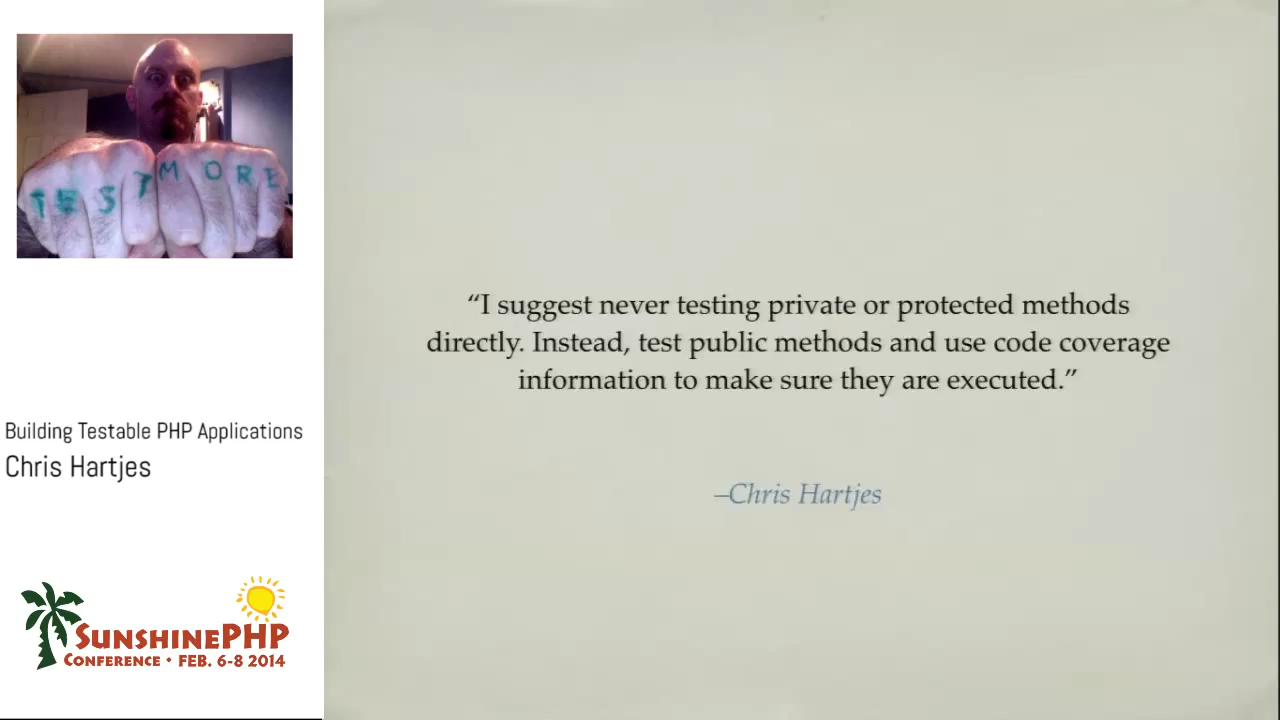 TEST MORE
Building Testable PHP Applications
Chris Hartjes
SUNSHINEPHP
CONFERENCE • FEB. 6-8 2014
“I suggest never testing private or protected methods
directly. Instead, test public methods and use code coverage
information to make sure they are executed.”
–Chris Hartjes